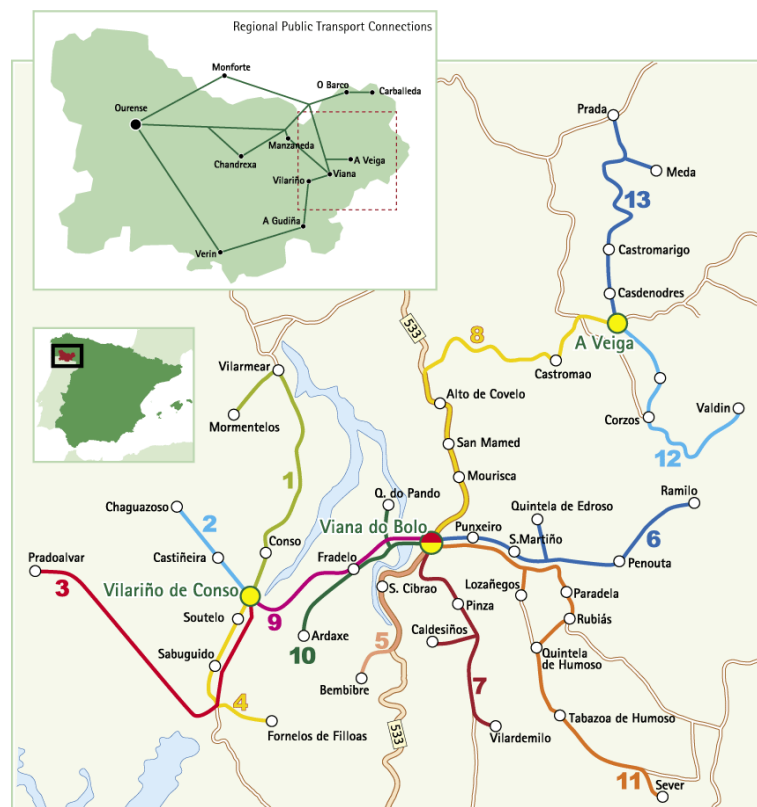 Regional Public Transport Connections
Monforte
O Barco
Carballeda
Ourense
Manzaneda
Chandrexa
A Veiga
Vilariño
Viana
A Gudiña
Verin
Prada
Meda
13
Castromarigo
Casdenodres
A Veiga
533
8
Castromao
Vilarmear
Mormentelos
Alto de Covelo
Corzos
Valdin
12
1
San Mamed
Mourisca
Chaguazoso
2
Q. do Pando
Viana do Bolo
Punxeiro
Quintela de Edroso
Ramilo
S.Martiño
6
Penouta
Conso
Castiñeira
Fradelo
Pradoalvar
3
Vilariño de Conso
9
S. Cibrao
Lozañegos
Paradela
Pinza
Rubiás
Soutelo
Ardaxe
10
5
Caldesiños
Quintela
de Humoso
Sabuguido
4
Bembibre
7
Fornelos de Filloas
533
Vilardemilo
Tabazoa de Humoso
11
Sever